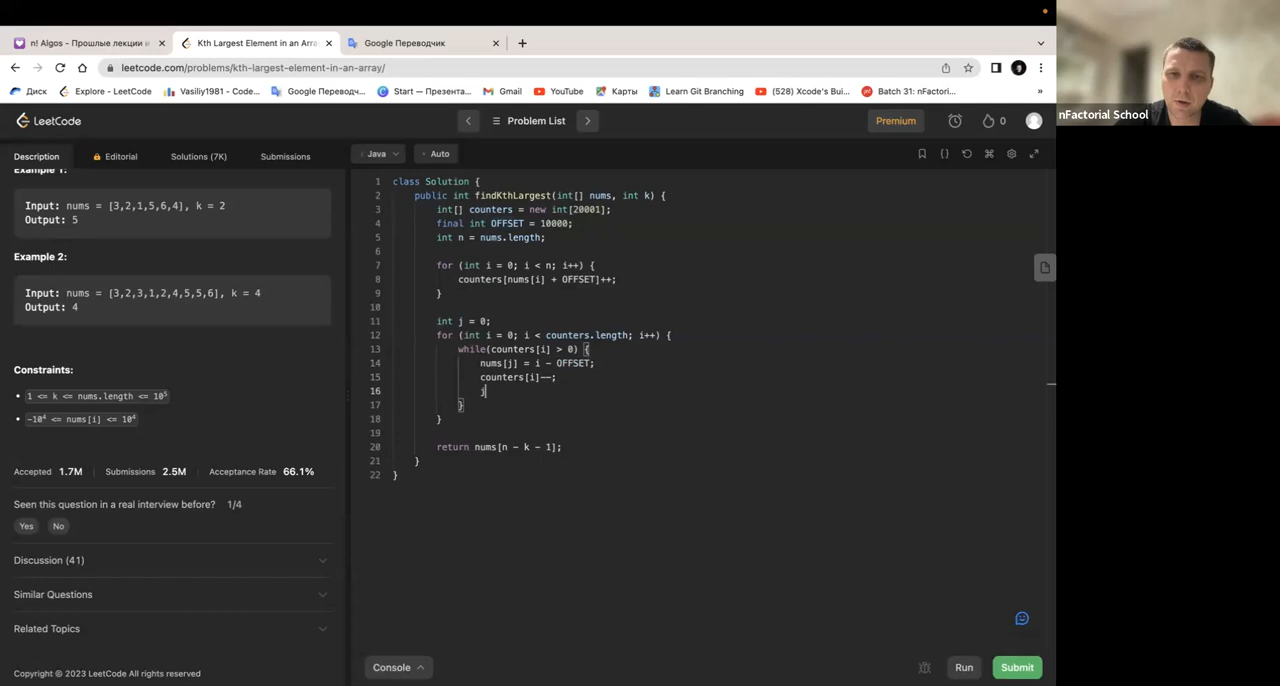 n! Algos - Прошлые лекции и
Kth Largest Element in an Arra
Google Переводчик
leetcode.com/problems/kth-largest-element-in-an-array/
Диск
Explore - LeetCode
Vasiliy1981 - Code...
Google Переводч...
Start — Презента...
Gmail
YouTube
Карты
Learn Git Branching
(528) Xcode's Bui...
Batch 31: nFactori...
»
nFactorial School
LeetCode
Problem List
Premium
0
Description
Editorial
Solutions (7K)
Submissions
Java
Auto
Example 1:
Input: nums = [3,2,1,5,6,4], k = 2
Output: 5
Example 2:
Input: nums = [3,2,3,1,2,4,5,5,6], k = 4
Output: 4
Constraints:
• 1 <= k <= nums.length <= 10⁵
• -10⁴ <= nums[i] <= 10⁴
Accepted 1.7M Submissions 2.5M Acceptance Rate 66.1%
Seen this question in a real interview before? 1/4
Yes No
Discussion (41)
Similar Questions
Related Topics
Copyright © 2023 LeetCode All rights reserved
1 class Solution {
2 public int findKthLargest(int[] nums, int k) {
3 int[] counters = new int[20001];
4 final int OFFSET = 10000;
5 int n = nums.length;
6
7 for (int i = 0; i < n; i++) {
8 counters[nums[i] + OFFSET]++;
9 }
10
11 int j = 0;
12 for (int i = 0; i < counters.length; i++) {
13 while(counters[i] > 0) {
14 nums[j] = i - OFFSET;
15 counters[i]--;
16 j
17 }
18 }
19
20 return nums[n - k - 1];
21 }
22 }
Console
Run
Submit